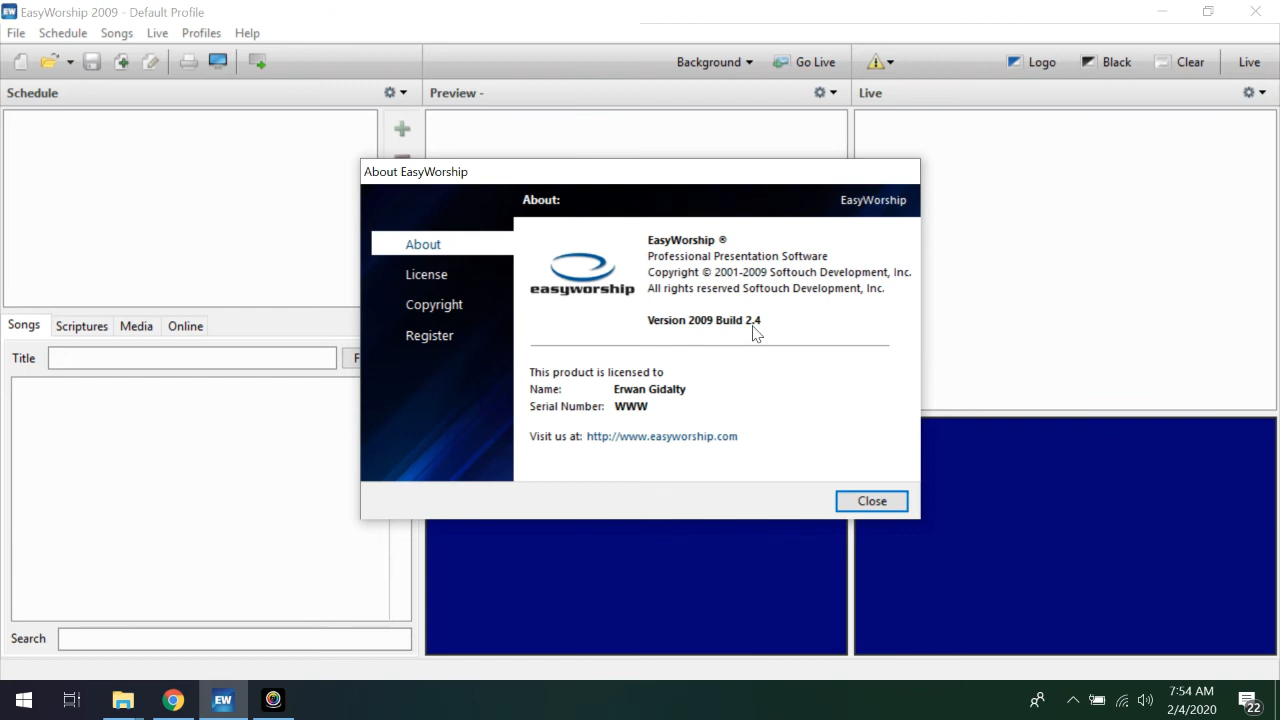 EasyWorship 2009 - Default Profile
File Schedule Songs Live Profiles Help
Background Go Live Logo Black Clear Live
Schedule Preview - Live
About EasyWorship
About: EasyWorship
About
License
Copyright
Register
easyworship
EasyWorship ®
Professional Presentation Software
Copyright © 2001-2009 Softouch Development, Inc.
All rights reserved Softouch Development, Inc.
Version 2009 Build 2.4
This product is licensed to
Name: Erwan Gidalty
Serial Number: WWW
Visit us at: http://www.easyworship.com
Close
Songs Scriptures Media Online
Title F
Search
EW
7:54 AM
2/4/2020
22